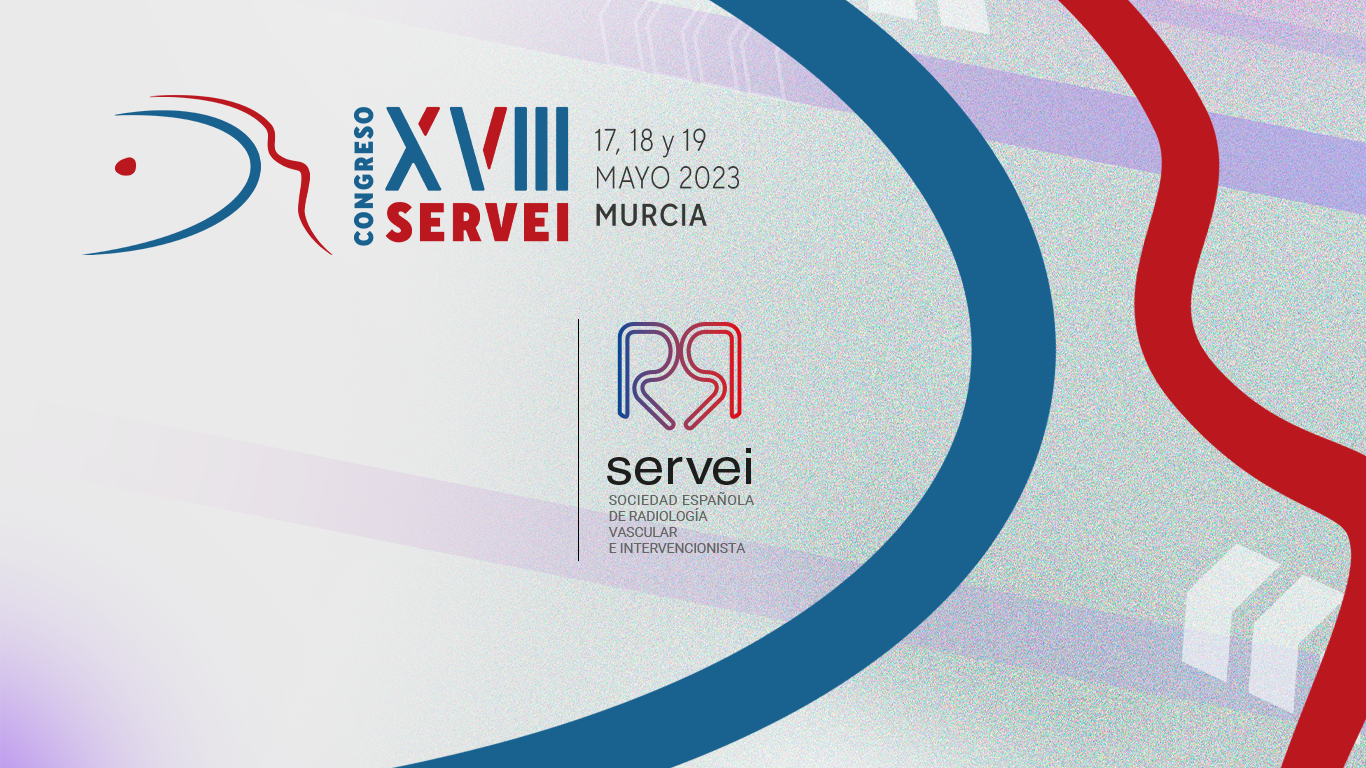 CONGRESO
XVIII
SERVEI
17, 18 y 19
MAYO 2023
MURCIA
servei
SOCIEDAD ESPAÑOLA
DE RADIOLOGÍA
VASCULAR
E INTERVENCIONISTA